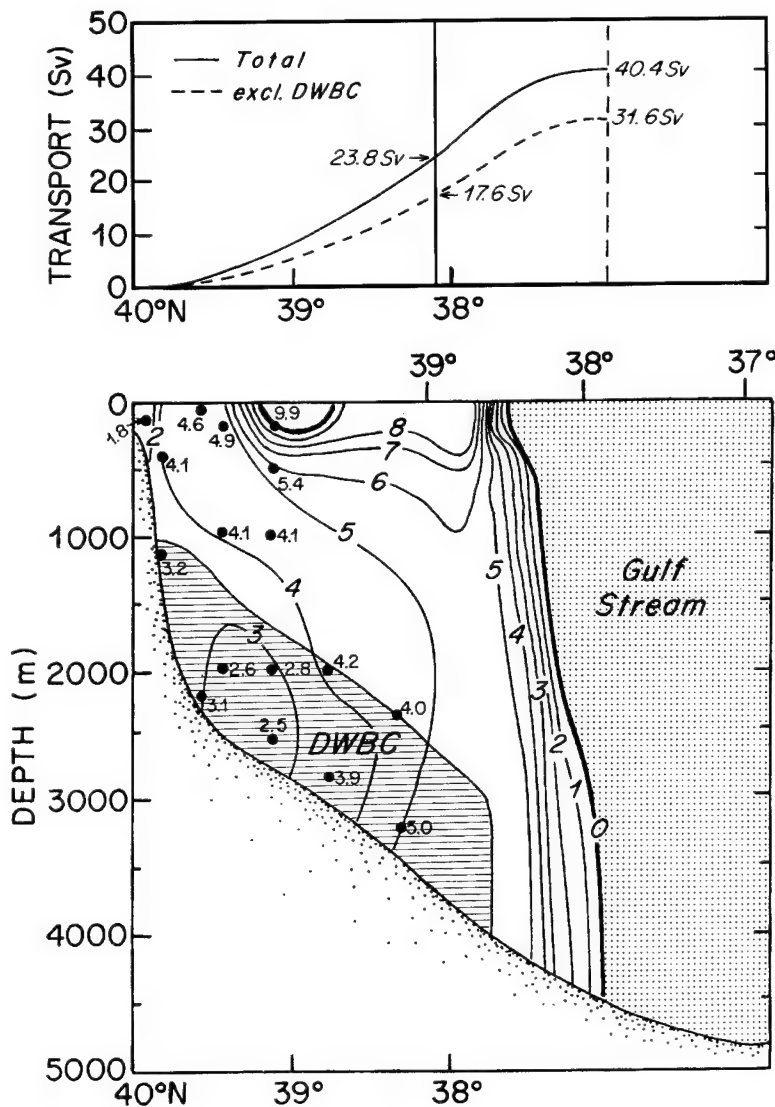 50
40
30
20
10
0
TRANSPORT (Sv)
Total
excl. DWBC
40.4 Sv
31.6 Sv
23.8 Sv
17.6 Sv
40°N 39° 38°
39° 38° 37°
0
1000
2000
3000
4000
5000
DEPTH (m)
1.8 2 4.6 4.9 9.9 8
7
4.1 5.4 6
4.1 4.1 5
3.2 4 5
Gulf
Stream
3 4
2.6 2.8 4.2 3
3.1 4.0 2
2.5 DWBC 1
3.9 0
5.0
40°N 39° 38°